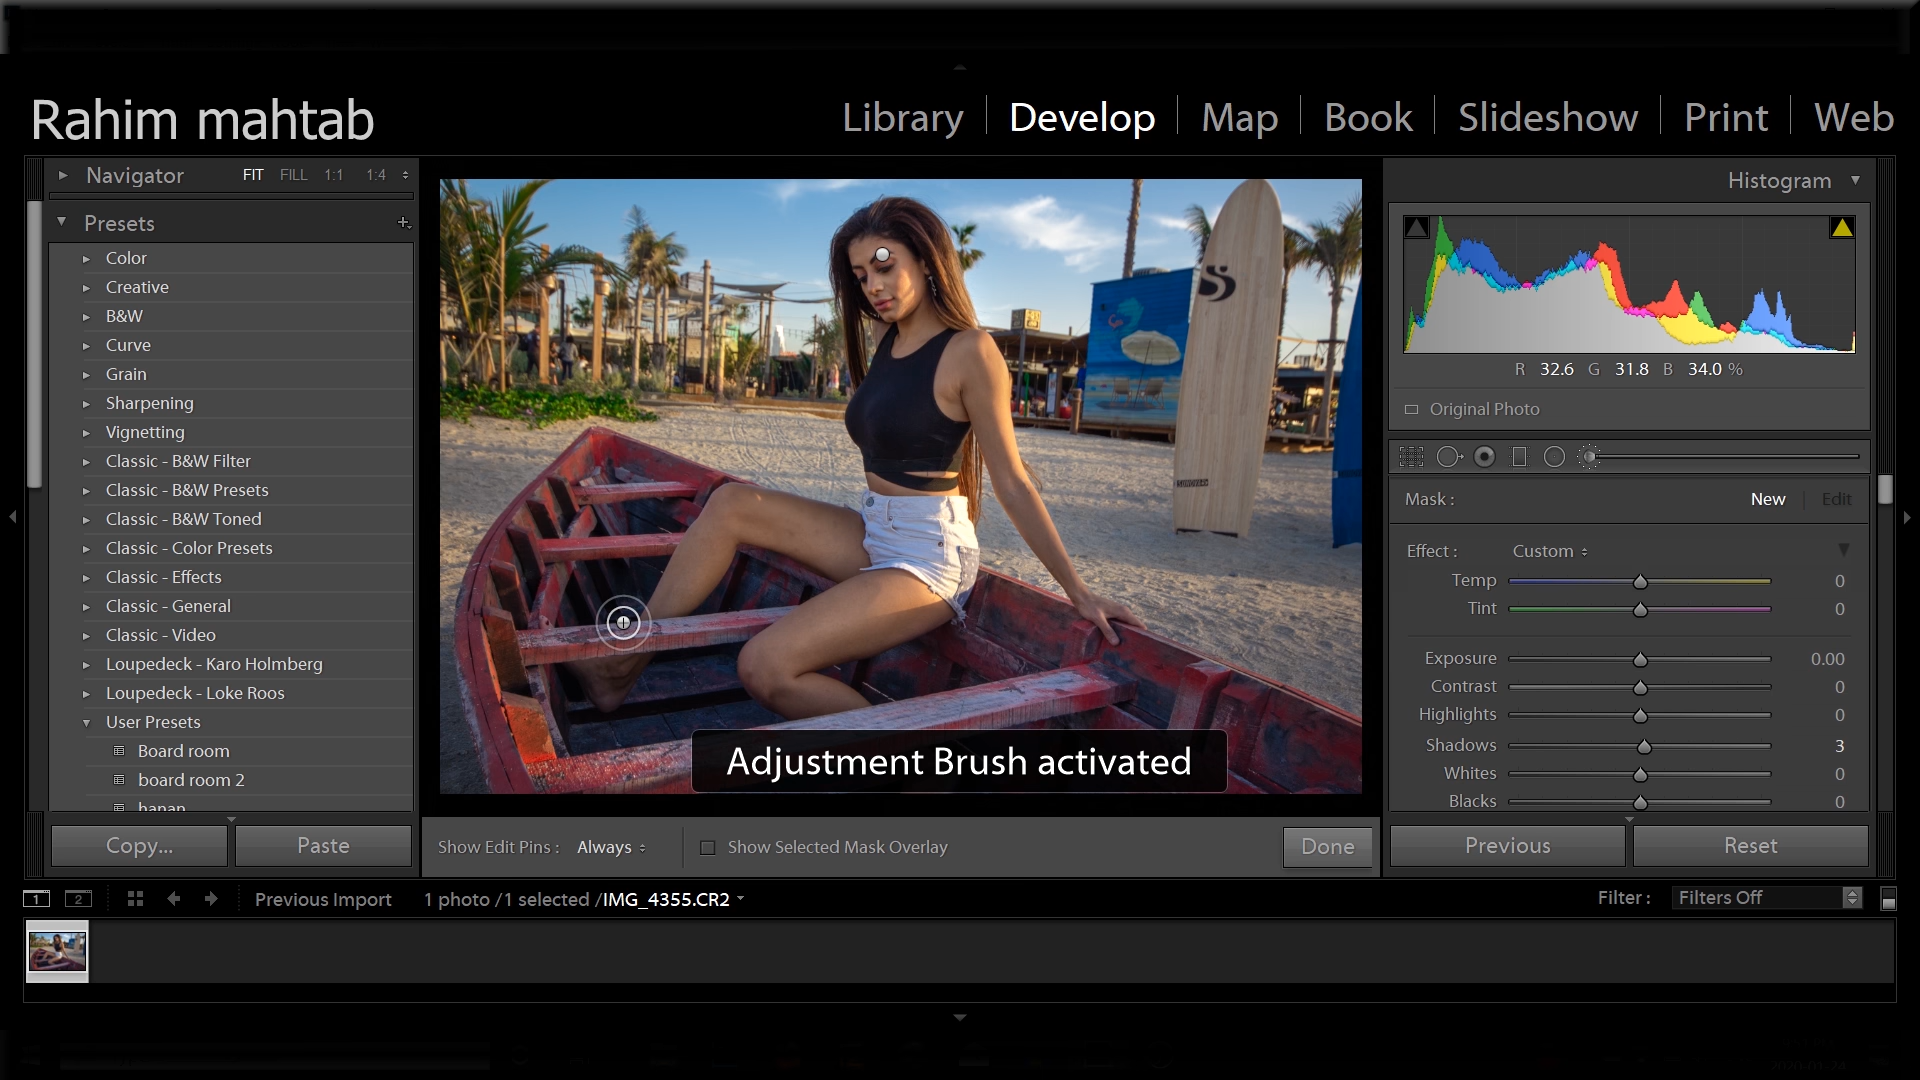 Rahim mahtab
Library Develop Map Book Slideshow Print Web
Navigator FIT FILL 1:1 1:4
Presets
Color
Creative
B&W
Curve
Grain
Sharpening
Vignetting
Classic - B&W Filter
Classic - B&W Presets
Classic - B&W Toned
Classic - Color Presets
Classic - Effects
Classic - General
Classic - Video
Loupedeck - Karo Holmberg
Loupedeck - Loke Roos
User Presets
Board room
board room 2
hanan
Copy... Paste
Adjustment Brush activated
Show Edit Pins : Always Show Selected Mask Overlay Done
Histogram
R 32.6 G 31.8 B 34.0 %
Original Photo
Mask : New Edit
Effect : Custom
Temp 0
Tint 0
Exposure 0.00
Contrast 0
Highlights 0
Shadows 3
Whites 0
Blacks 0
Previous Reset
1 2 Previous Import 1 photo / 1 selected / IMG_4355.CR2 Filter : Filters Off